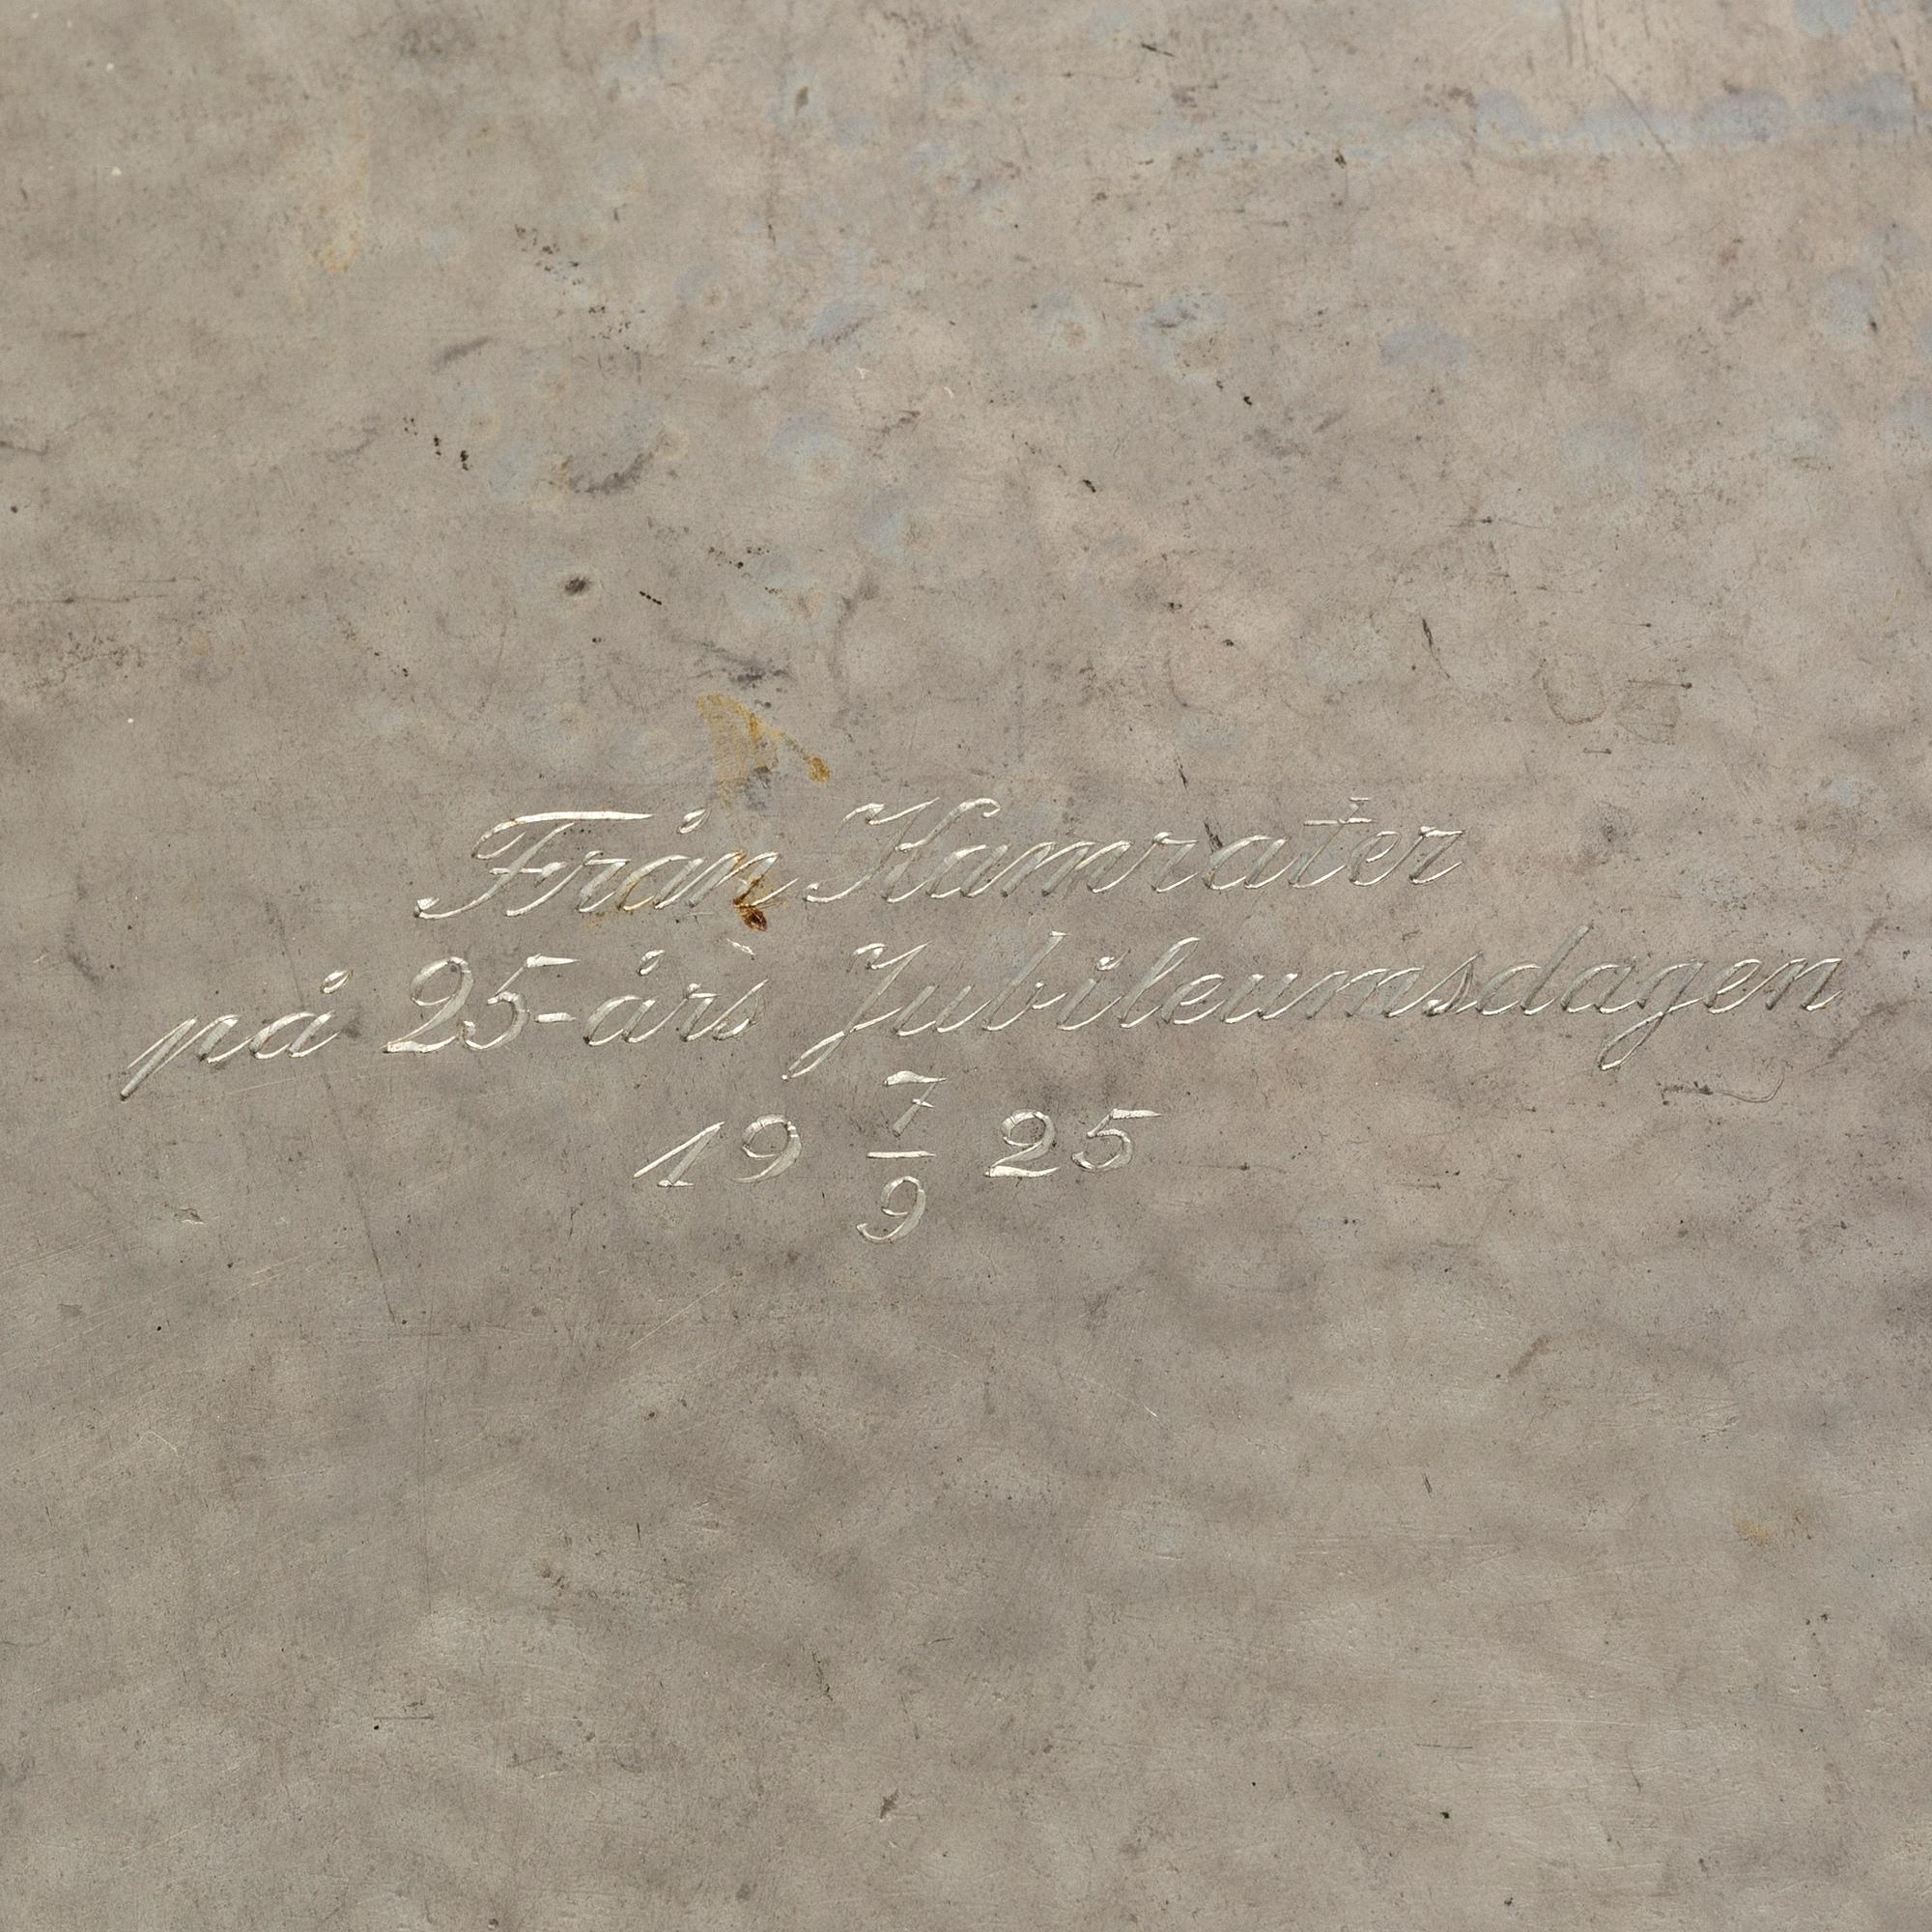 Från Kamrater
på 25-års Jubileumsdagen
19 7/9 25